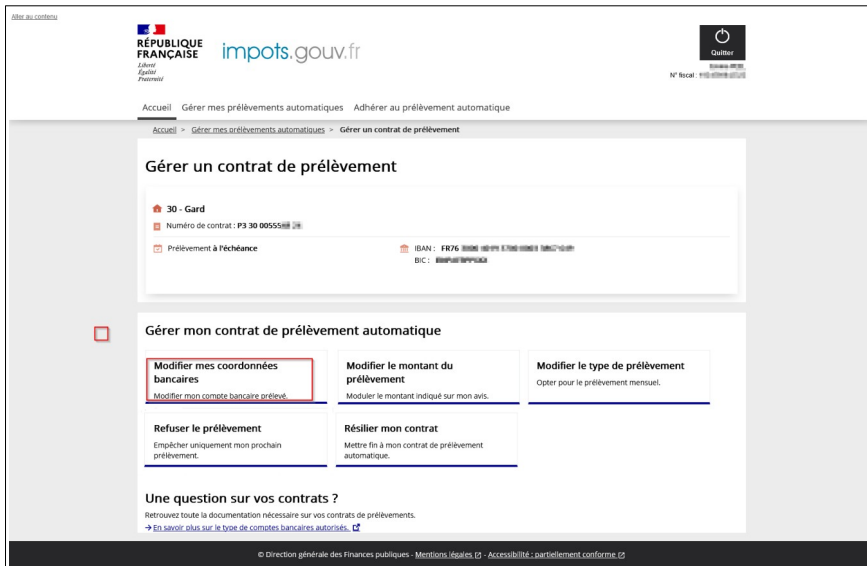 Aller au contenu
RÉPUBLIQUE
FRANÇAISE
Liberté
Égalité
Fraternité
impots.gouv.fr
Quitter
N° fiscal :
Accueil Gérer mes prélèvements automatiques Adhérer au prélèvement automatique
Accueil > Gérer mes prélèvements automatiques > Gérer un contrat de prélèvement
Gérer un contrat de prélèvement
30 - Gard
Numéro de contrat : P3 30 00555
Prélèvement à l'échéance
IBAN : FR76
BIC :
Gérer mon contrat de prélèvement automatique
Modifier mes coordonnées
bancaires
Modifier mon compte bancaire prélevé.
Modifier le montant du
prélèvement
Moduler le montant indiqué sur mon avis.
Modifier le type de prélèvement
Opter pour le prélèvement mensuel.
Refuser le prélèvement
Empêcher uniquement mon prochain
prélèvement.
Résilier mon contrat
Mettre fin à mon contrat de prélèvement
automatique.
Une question sur vos contrats ?
Retrouvez toute la documentation nécessaire sur vos contrats de prélèvements.
→ En savoir plus sur le type de comptes bancaires autorisés.
© Direction générale des Finances publiques - Mentions légales - Accessibilité : partiellement conforme